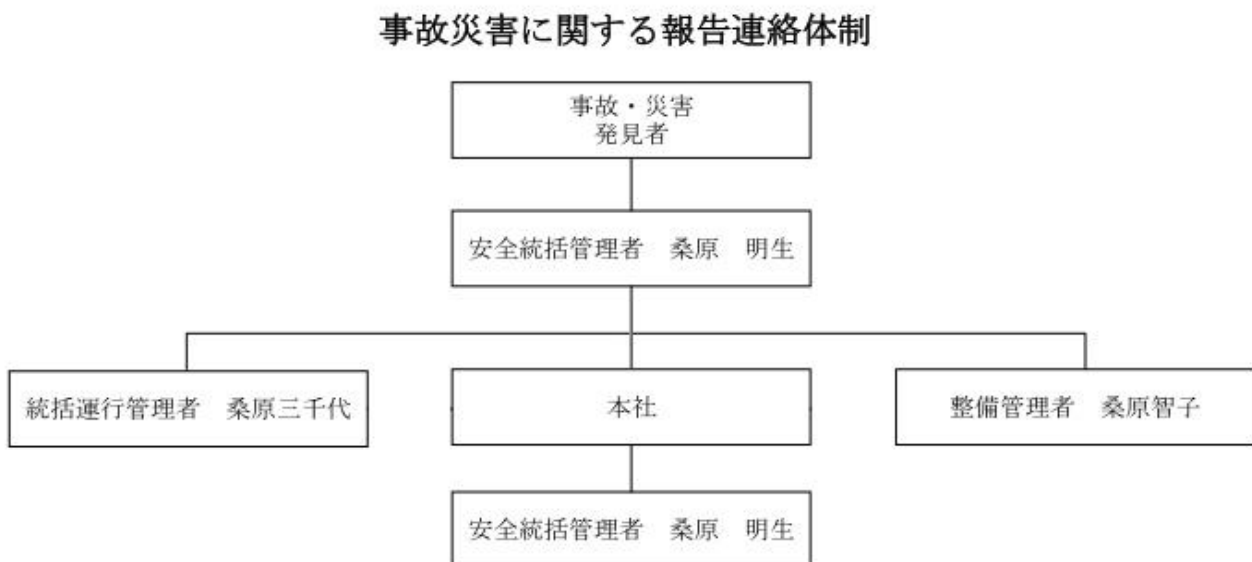 事故災害に関する報告連絡体制
事故・災害
発見者
安全統括管理者　桑原　明生
統括運行管理者　桑原三千代
本社
整備管理者　桑原智子
安全統括管理者　桑原　明生